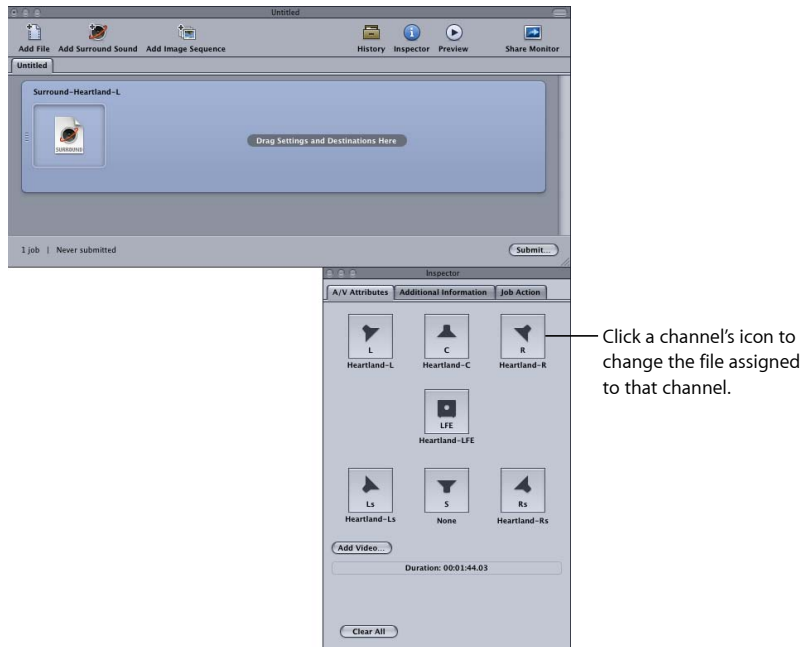 Untitled
Add File Add Surround Sound Add Image Sequence History Inspector Preview Share Monitor
Untitled
Surround-Heartland-L
SURROUND
Drag Settings and Destinations Here
1 job | Never submitted
Submit...
Inspector
A/V Attributes Additional Information Job Action
L C R
Heartland-L Heartland-C Heartland-R
Click a channel’s icon to
change the file assigned
to that channel.
LFE
Heartland-LFE
Ls S Rs
Heartland-Ls None Heartland-Rs
Add Video...
Duration: 00:01:44.03
Clear All